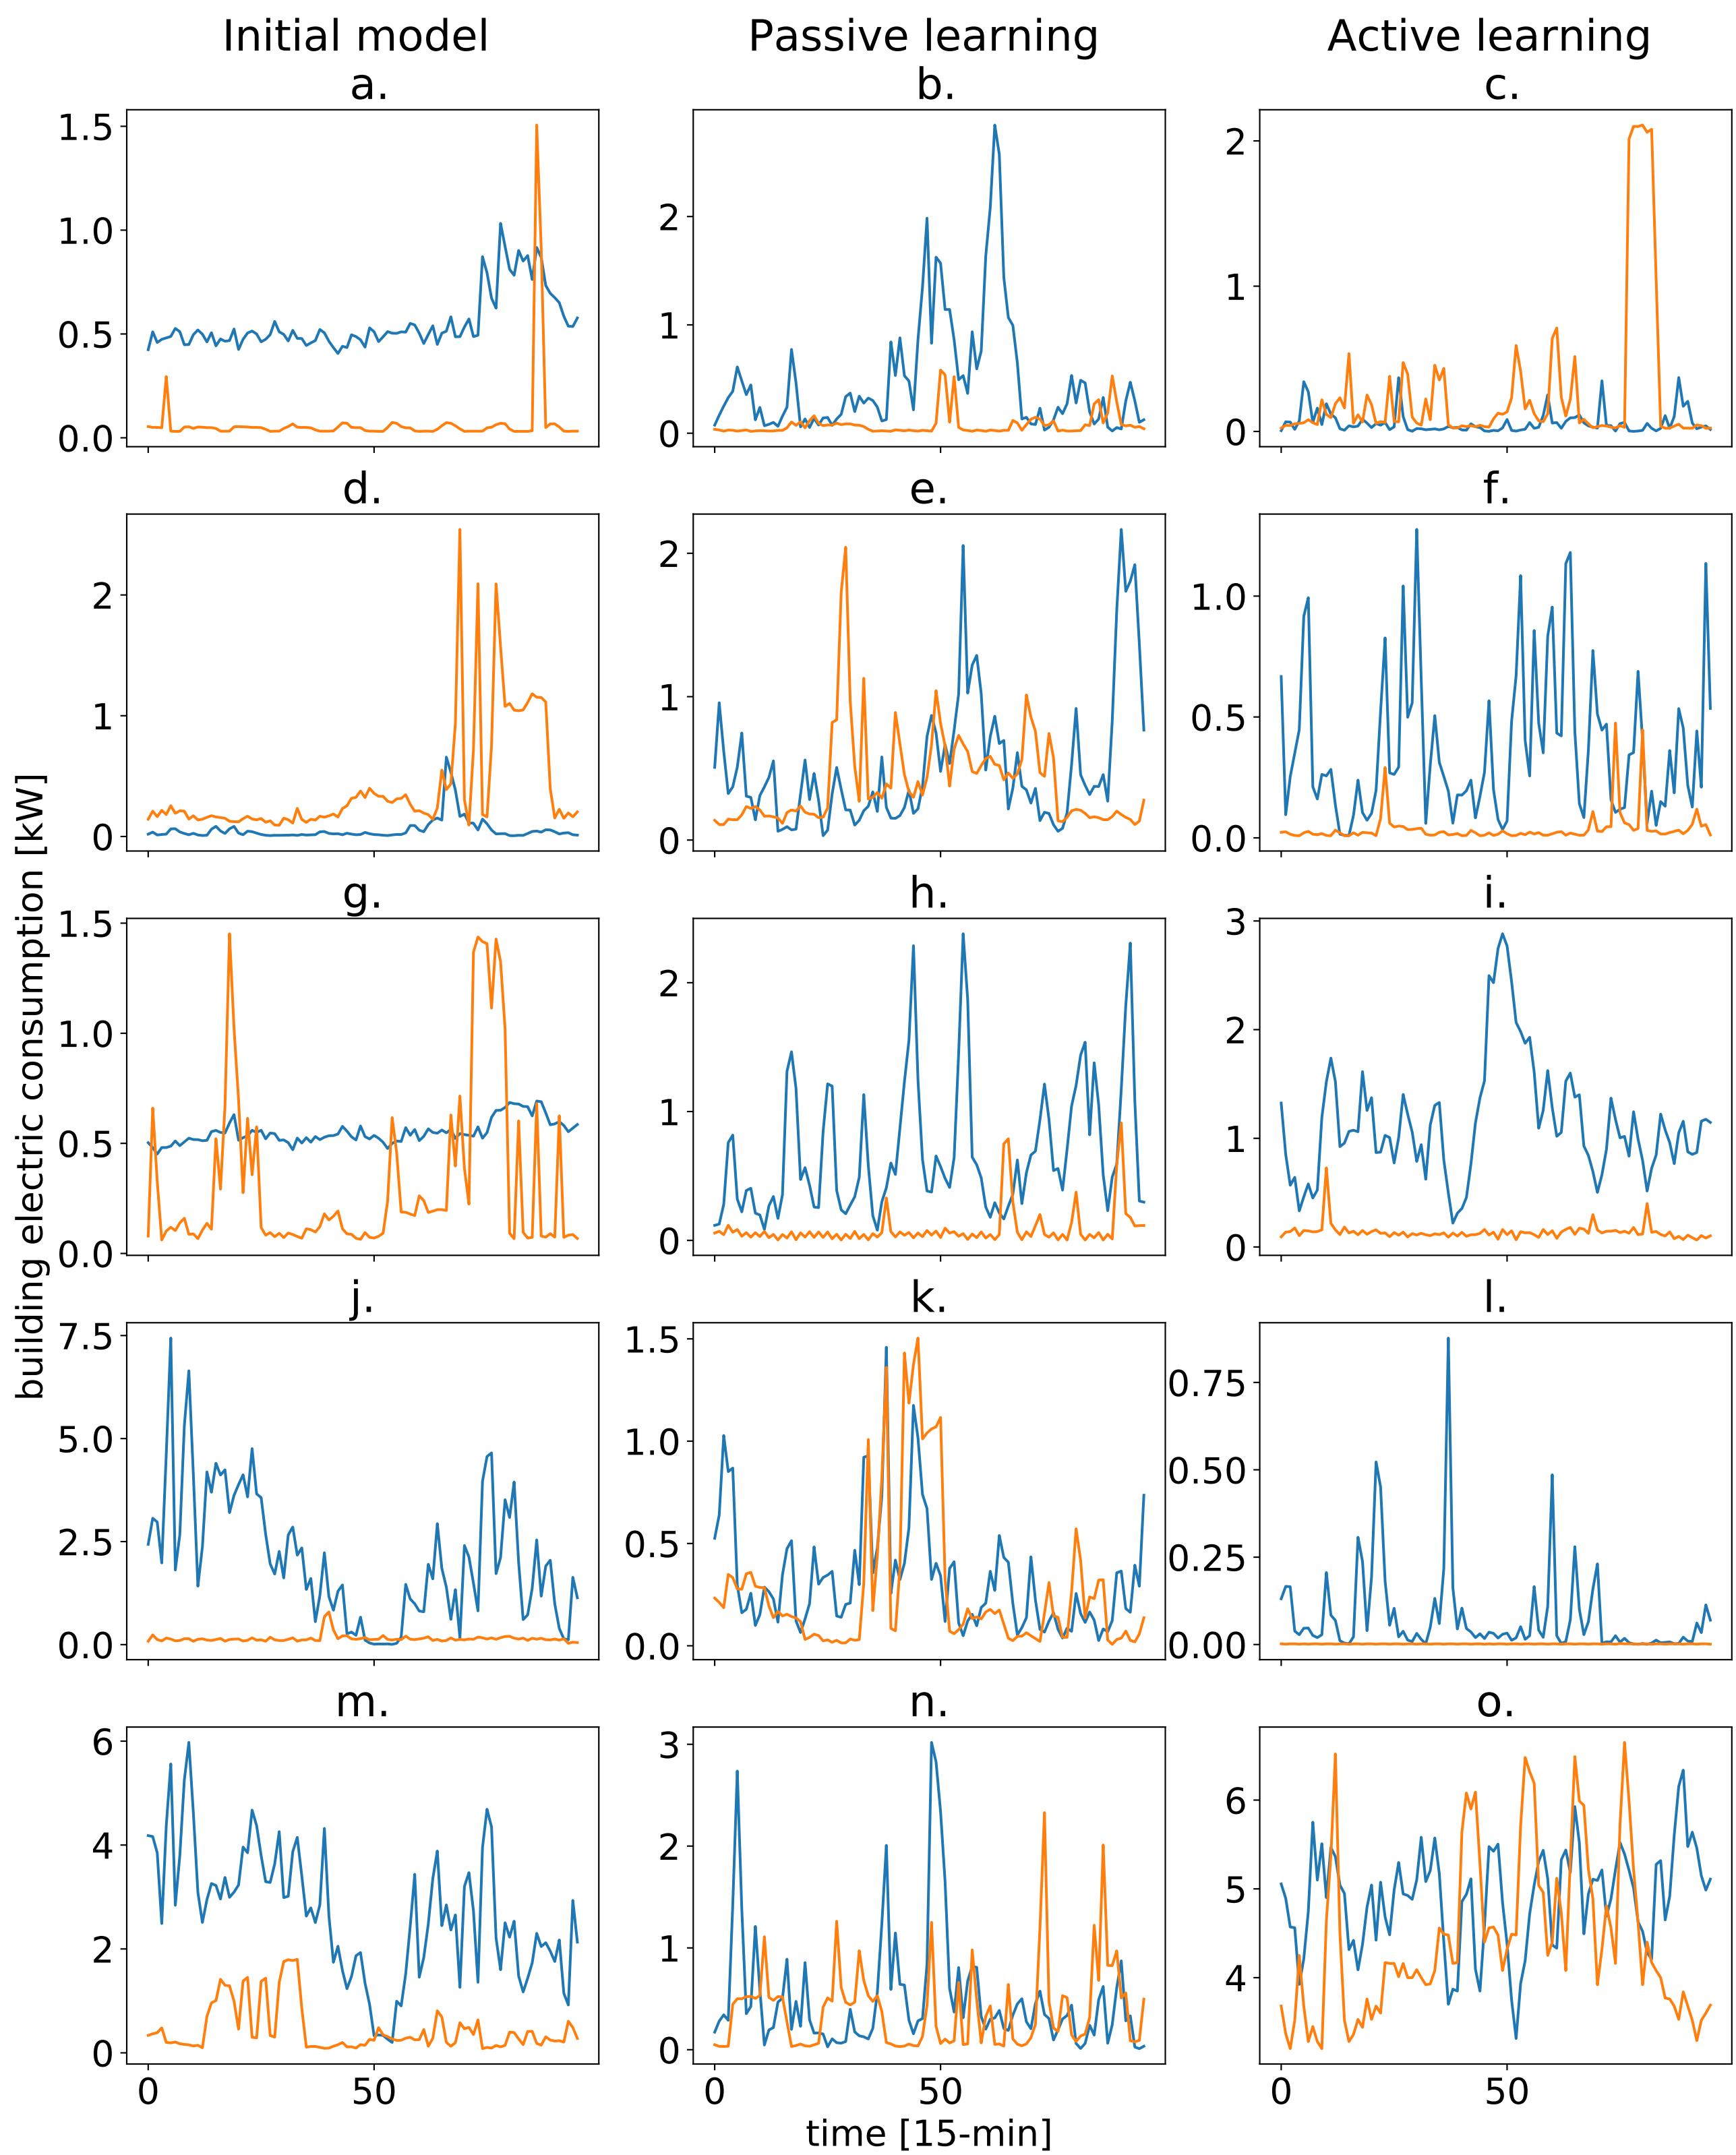 Initial model Passive learning Active learning
a. b. c.
1.5 1.0 0.5 0.0
2 1 0
2 1 0
d. e. f.
2 1 0
2 1 0
1.0 0.5 0.0
building electric consumption [kW]
g. h. i.
1.5 1.0 0.5 0.0
2 1 0
3 2 1 0
j. k. l.
7.5 5.0 2.5 0.0
1.5 1.0 0.5 0.0
0.75 0.50 0.25 0.00
m. n. o.
6 4 2 0
3 2 1 0
6 5 4
0 50 0 50 0 50
time [15-min]